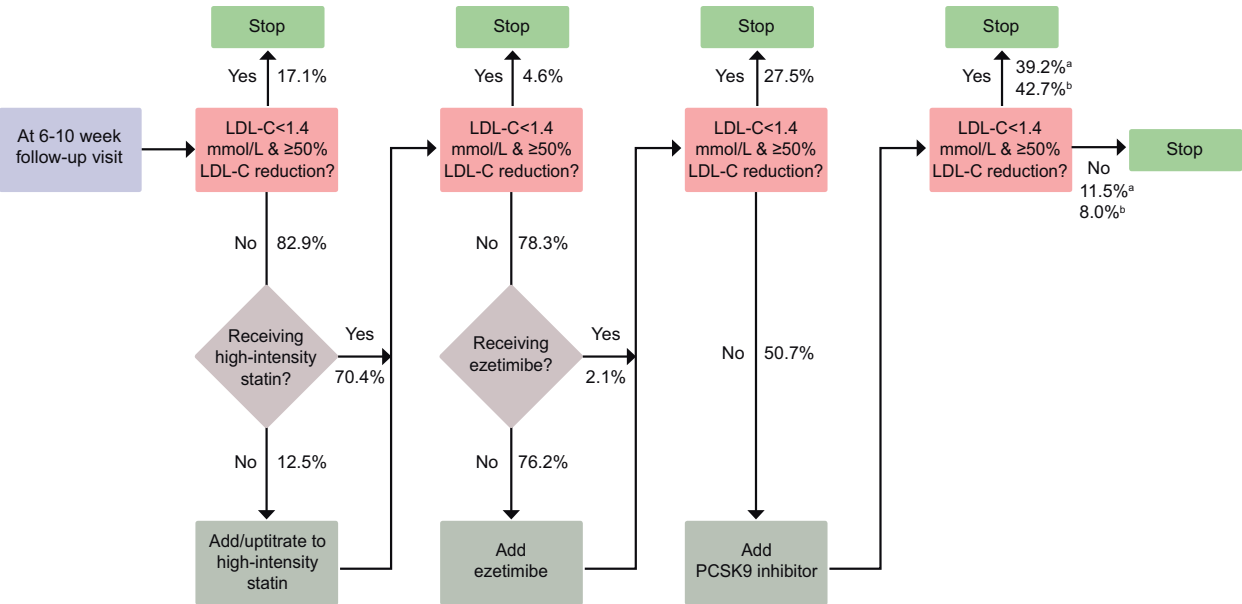 Stop
Stop
Stop
Stop
Yes 17.1%
Yes 4.6%
Yes 27.5%
Yes 39.2%ᵃ
42.7%ᵇ
At 6-10 week
follow-up visit
LDL-C<1.4
mmol/L & ≥50%
LDL-C reduction?
LDL-C<1.4
mmol/L & ≥50%
LDL-C reduction?
LDL-C<1.4
mmol/L & ≥50%
LDL-C reduction?
LDL-C<1.4
mmol/L & ≥50%
LDL-C reduction?
Stop
No
11.5%ᵃ
8.0%ᵇ
No 82.9%
No 78.3%
Receiving
high-intensity
statin?
Yes
70.4%
Receiving
ezetimibe?
Yes
2.1%
No 50.7%
No 12.5%
No 76.2%
Add/uptitrate to
high-intensity
statin
Add
ezetimibe
Add
PCSK9 inhibitor